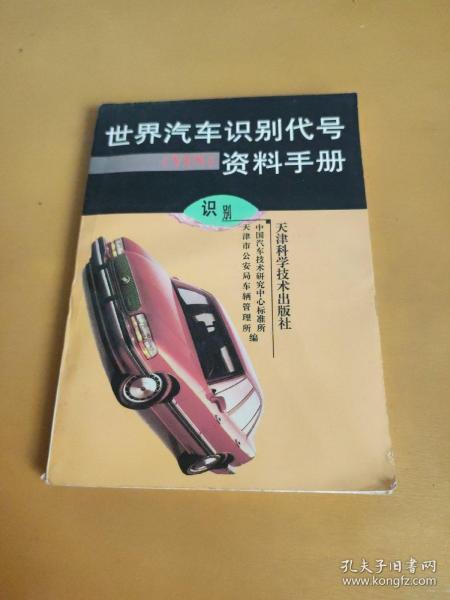 世界汽车识别代号
资料手册
识别
天津科学技术出版社
中国汽车技术研究中心标准所
天津市公安局车辆管理所
编
孔夫子旧书网
www.kongfz.com